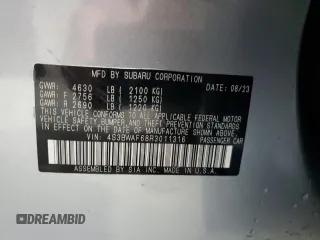 MFD BY SUBARU CORPORATION 08/23
GVWR: 4630 LB ( 2100 KG)
GAWR: F 2756 LB ( 1250 KG)
GAWR: R 2690 LB ( 1220 KG)
THIS VEHICLE CONFORMS TO ALL APPLICABLE FEDERAL MOTOR
VEHICLE SAFETY, BUMPER, AND THEFT PREVENTION STANDARDS
IN EFFECT ON THE DATE OF MANUFACTURE SHOWN ABOVE.
VIN: 4S3BWAF68R3011316 PASSENGER CAR
ASSEMBLED BY SIA INC. MADE IN U.S.A.
DREAMBID